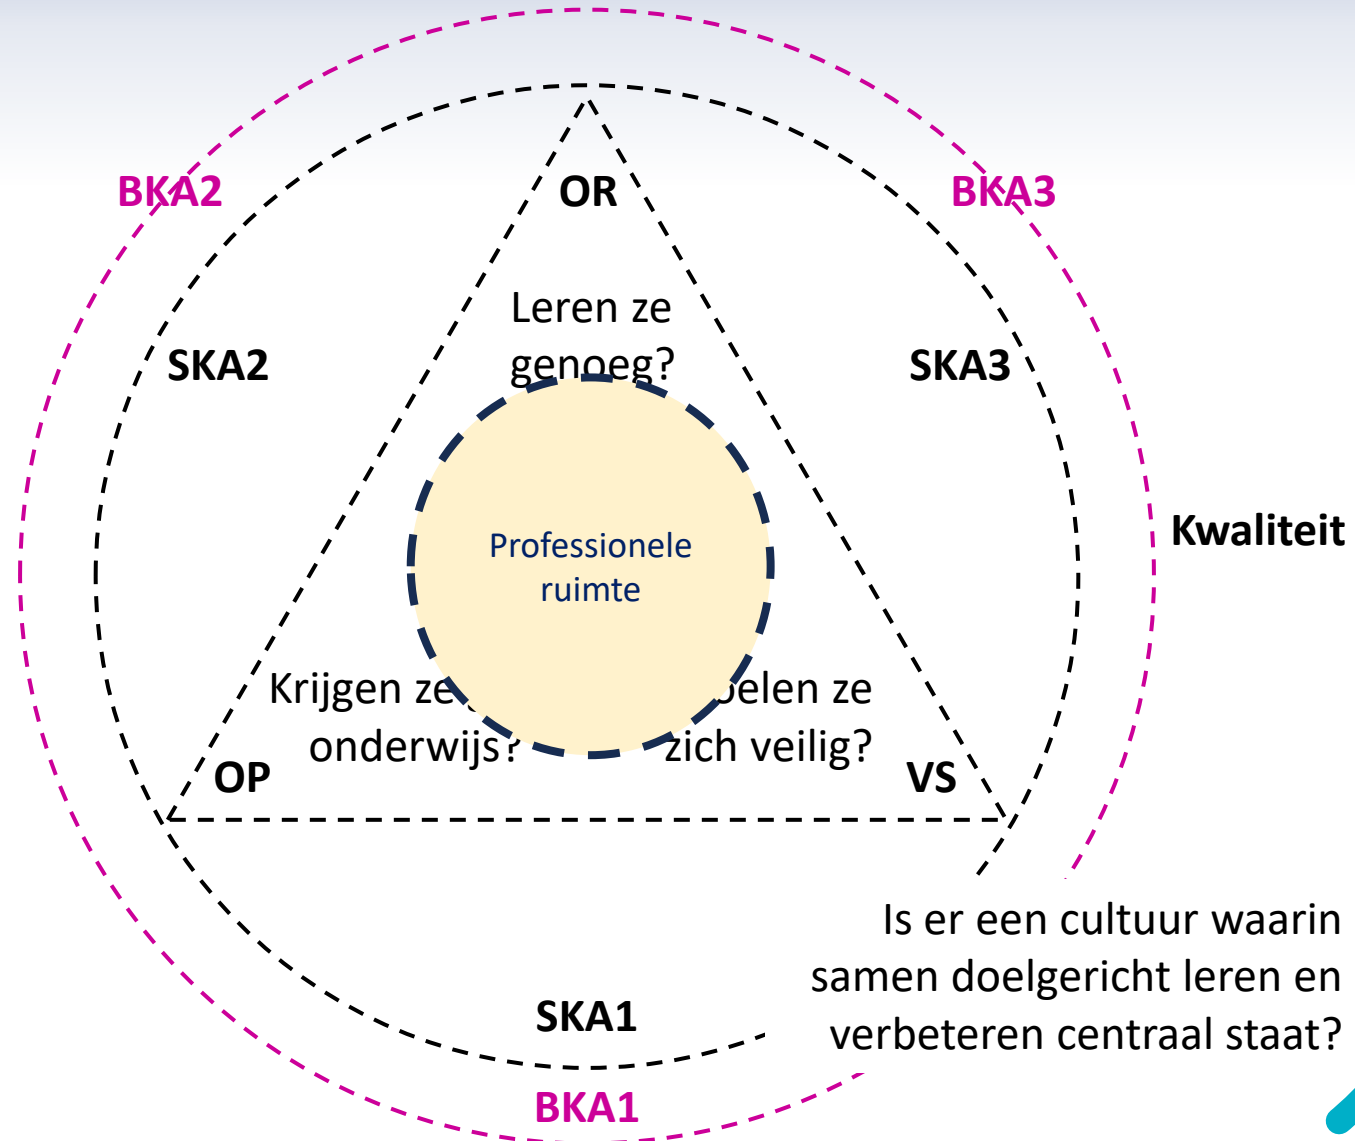 BKA2
OR
BKA3
Leren ze
genoeg?
SKA2
SKA3
Kwaliteit
Professionele
ruimte
Krijgen ze
onderwijs?
ze
zich veilig?
OP
VS
Is er een cultuur waarin
samen doelgericht leren en
verbeteren centraal staat?
SKA1
BKA1